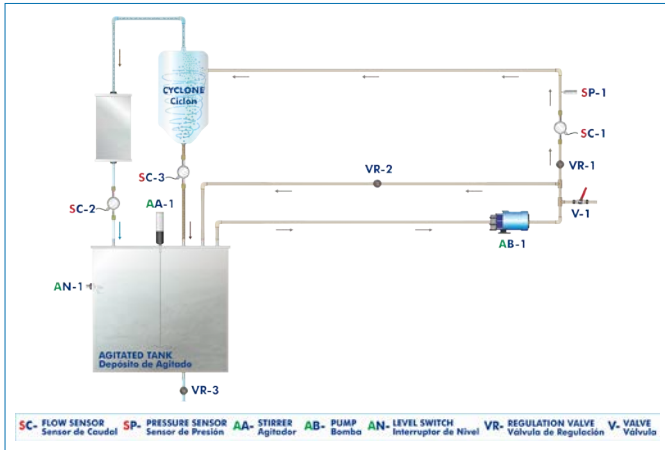 CYCLONE
Ciclón
SP-1
SC-1
VR-1
SC-3
VR-2
SC-2
AA-1
V-1
AB-1
AN-1
AGITATED TANK
Depósito de Agitado
VR-3
SC- FLOW SENSOR
Sensor de Caudal
SP- PRESSURE SENSOR
Sensor de Presión
AA- STIRRER
Agitador
AB- PUMP
Bomba
AN- LEVEL SWITCH
Interruptor de Nivel
VR- REGULATION VALVE
Válvula de Regulación
V- VALVE
Válvula